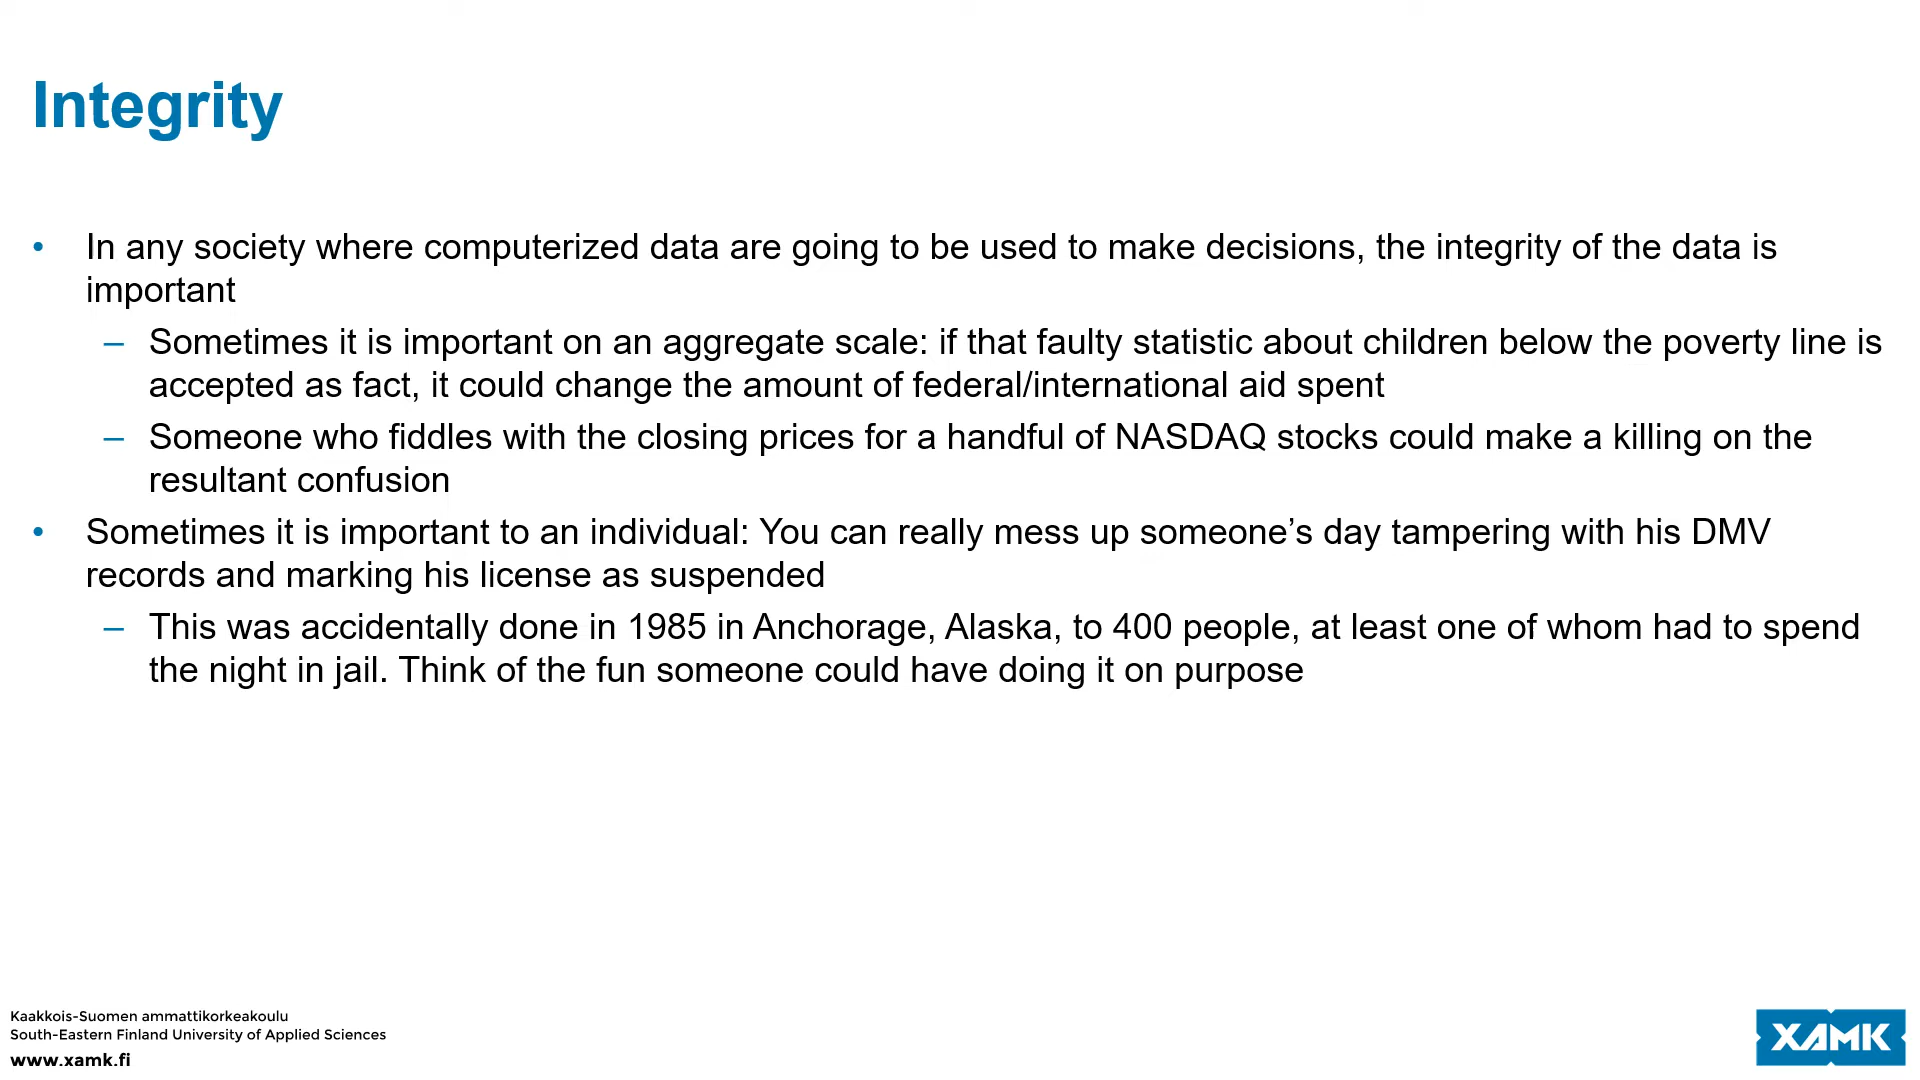 Integrity
• In any society where computerized data are going to be used to make decisions, the integrity of the data is
important
– Sometimes it is important on an aggregate scale: if that faulty statistic about children below the poverty line is
accepted as fact, it could change the amount of federal/international aid spent
– Someone who fiddles with the closing prices for a handful of NASDAQ stocks could make a killing on the
resultant confusion
• Sometimes it is important to an individual: You can really mess up someone’s day tampering with his DMV
records and marking his license as suspended
– This was accidentally done in 1985 in Anchorage, Alaska, to 400 people, at least one of whom had to spend
the night in jail. Think of the fun someone could have doing it on purpose
Kaakkois-Suomen ammattikorkeakoulu
South-Eastern Finland University of Applied Sciences
www.xamk.fi
XAMK